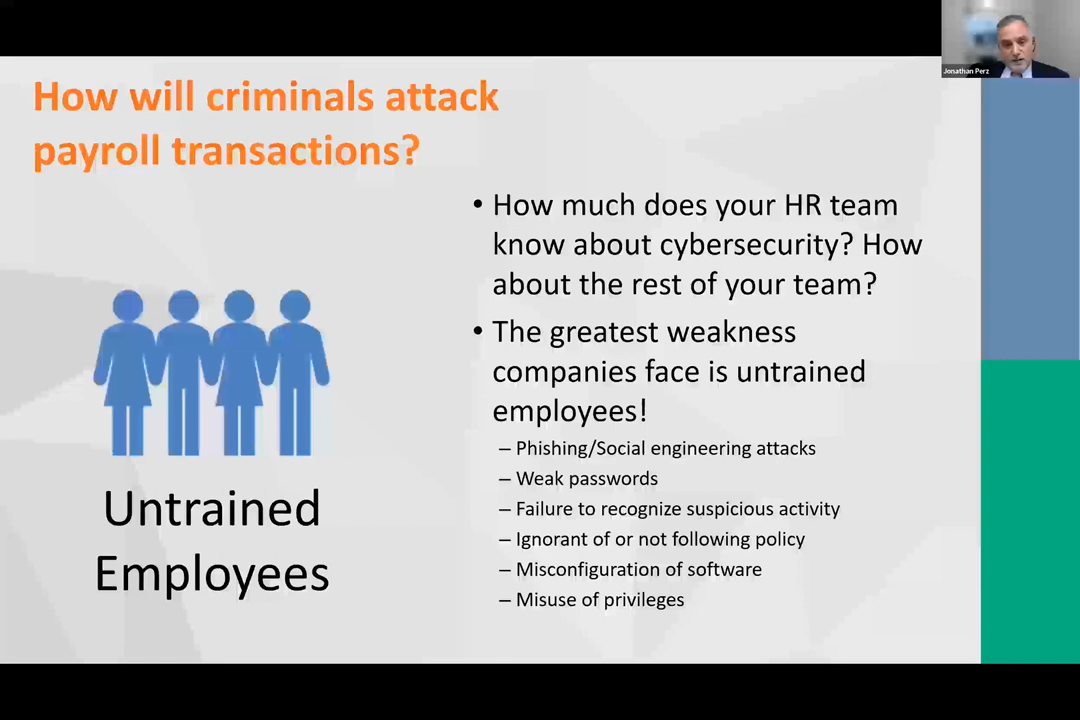 Jonathan Perz
How will criminals attack
payroll transactions?
• How much does your HR team
know about cybersecurity? How
about the rest of your team?
• The greatest weakness
companies face is untrained
employees!
– Phishing/Social engineering attacks
– Weak passwords
– Failure to recognize suspicious activity
– Ignorant of or not following policy
– Misconfiguration of software
– Misuse of privileges
Untrained
Employees